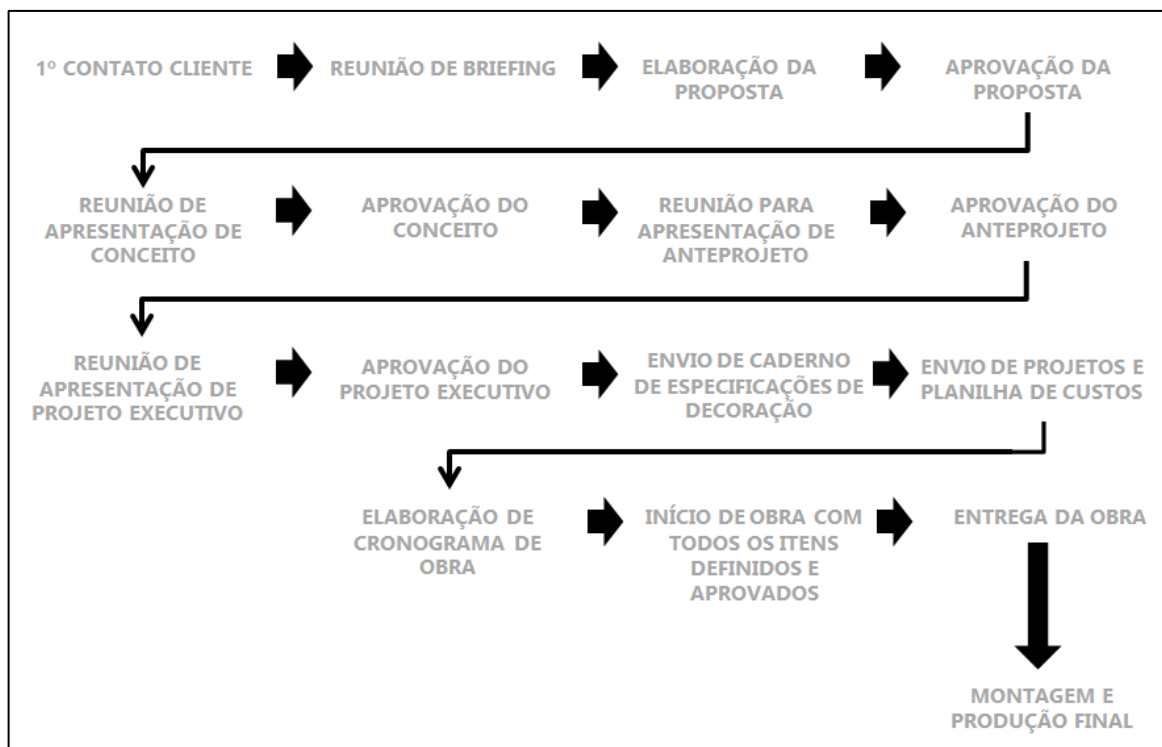 1º CONTATO CLIENTE
REUNIÃO DE BRIEFING
ELABORAÇÃO DA
PROPOSTA
APROVAÇÃO DA
PROPOSTA
REUNIÃO DE
APRESENTAÇÃO DE
CONCEITO
APROVAÇÃO DO
CONCEITO
REUNIÃO PARA
APRESENTAÇÃO DE
ANTEPROJETO
APROVAÇÃO DO
ANTEPROJETO
REUNIÃO DE
APRESENTAÇÃO DE
PROJETO EXECUTIVO
APROVAÇÃO DO
PROJETO EXECUTIVO
ENVIO DE CADERNO
DE ESPECIFICAÇÕES DE
DECORAÇÃO
ENVIO DE PROJETOS E
PLANILHA DE CUSTOS
ELABORAÇÃO DE
CRONOGRAMA DE
OBRA
INÍCIO DE OBRA COM
TODOS OS ITENS
DEFINIDOS E
APROVADOS
ENTREGA DA OBRA
MONTAGEM E
PRODUÇÃO FINAL